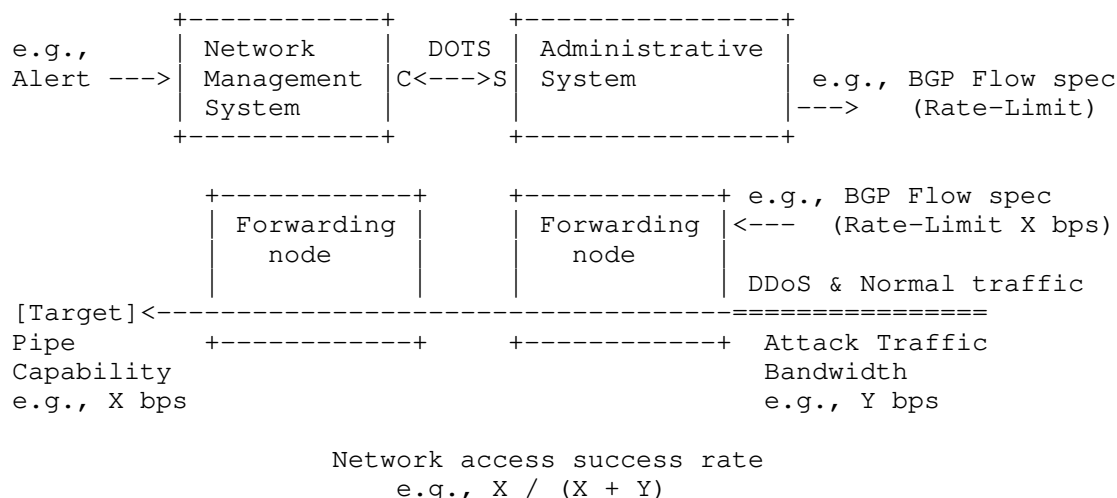 +------------+       +----------------+
e.g.,       | Network    |  DOTS | Administrative |
Alert --->| Management |C<--->S| System         | e.g., BGP Flow spec
            | System     |       |                |--->   (Rate-Limit)
            +------------+       +----------------+
              +------------+     +------------+ e.g., BGP Flow spec
              | Forwarding |     | Forwarding |<---  (Rate-Limit X bps)
              |   node     |     |   node     |
              |            |     |            | DDoS & Normal traffic
[Target]<------------------------------------================
Pipe          +------------+     +------------+  Attack Traffic
Capability                                       Bandwidth
e.g., X bps                                      e.g., Y bps
Network access success rate
e.g., X / (X + Y)